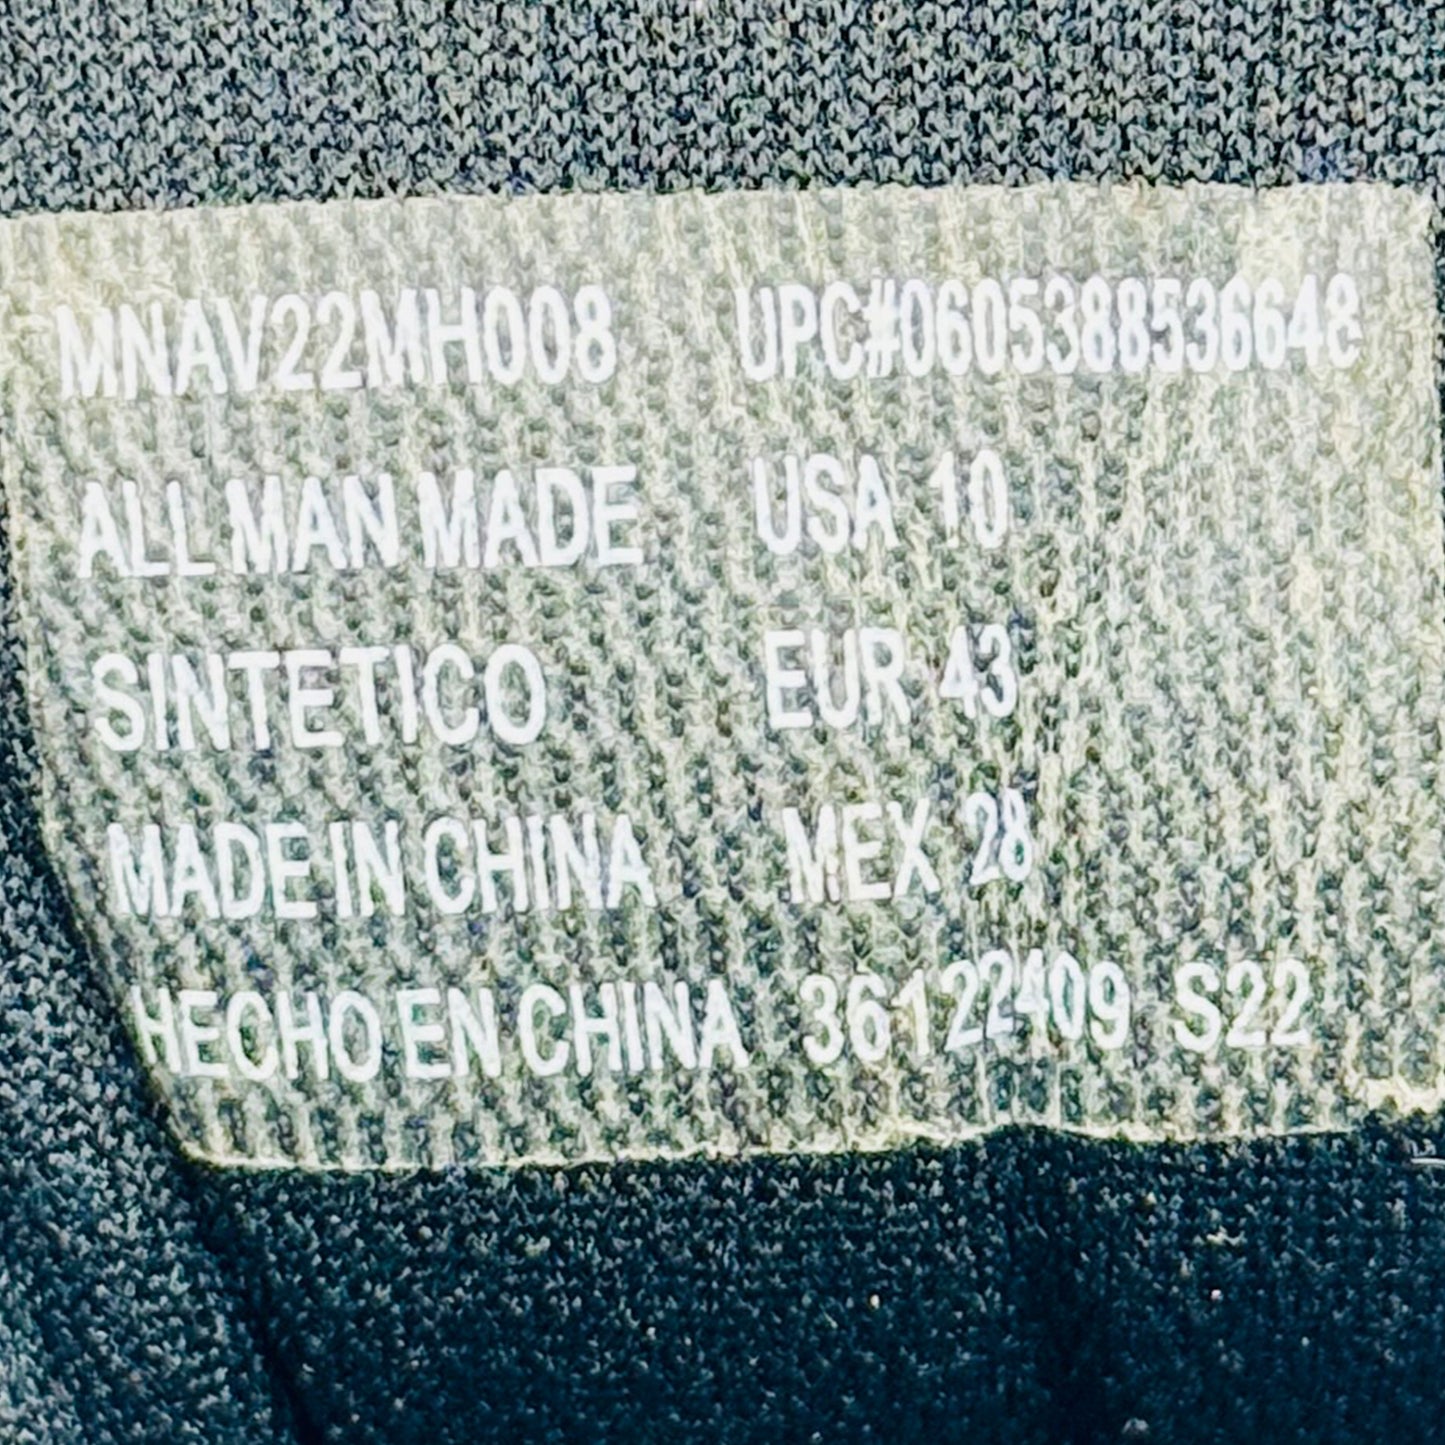 MNAV22MH008 UPC#0605388536648
ALL MAN MADE USA 10
SINTETICO EUR 43
MADE IN CHINA MEX 28
HECHO EN CHINA 36122409 S22